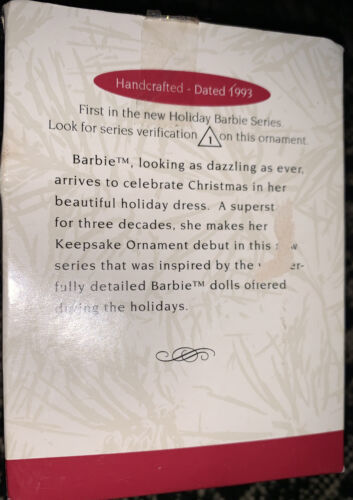 Handcrafted - Dated 1993
First in the new Holiday Barbie Series.
Look for series verification 1 on this ornament.
Barbie™, looking as dazzling as ever,
arrives to celebrate Christmas in her
beautiful holiday dress. A superst
for three decades, she makes her
Keepsake Ornament debut in this w
series that was inspired by the er-
fully detailed Barbie™ dolls offered
during the holidays.